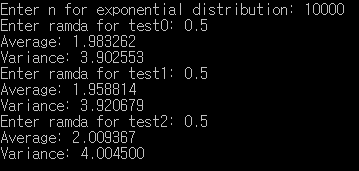 Enter n for exponential distribution: 10000
Enter ramda for test0: 0.5
Average: 1.983262
Variance: 3.902553
Enter ramda for test1: 0.5
Average: 1.958814
Variance: 3.920679
Enter ramda for test2: 0.5
Average: 2.009367
Variance: 4.004500